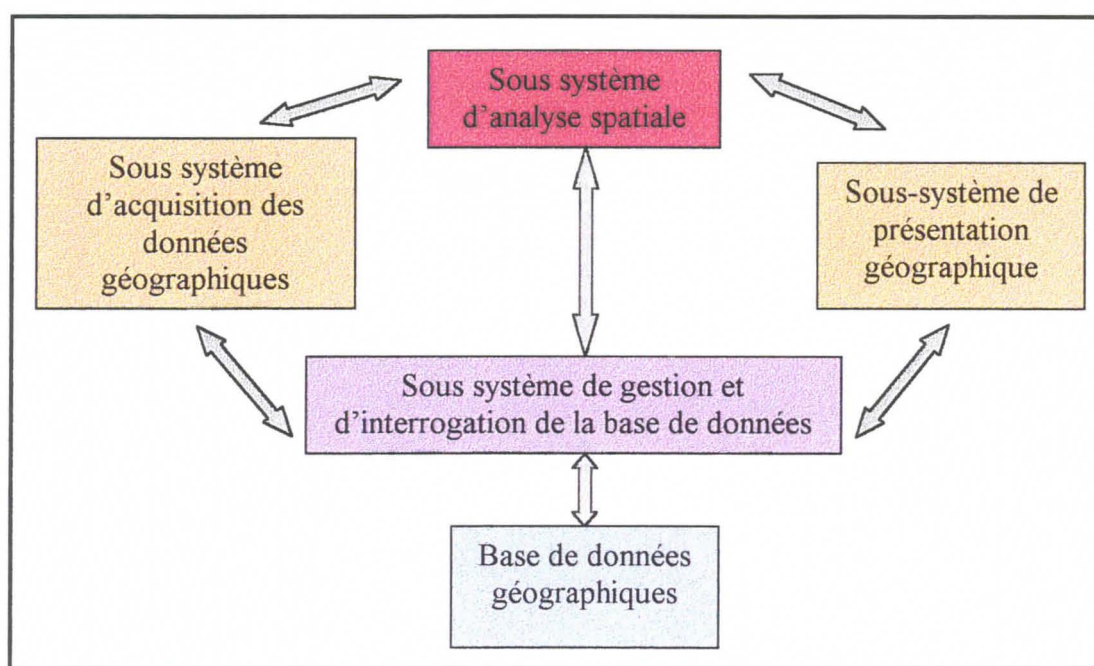 Sous système
d'analyse spatiale
Sous système
d'acquisition des
données
géographiques
Sous-système de
présentation
géographique
Sous système de gestion et
d'interrogation de la base de données
Base de données
géographiques